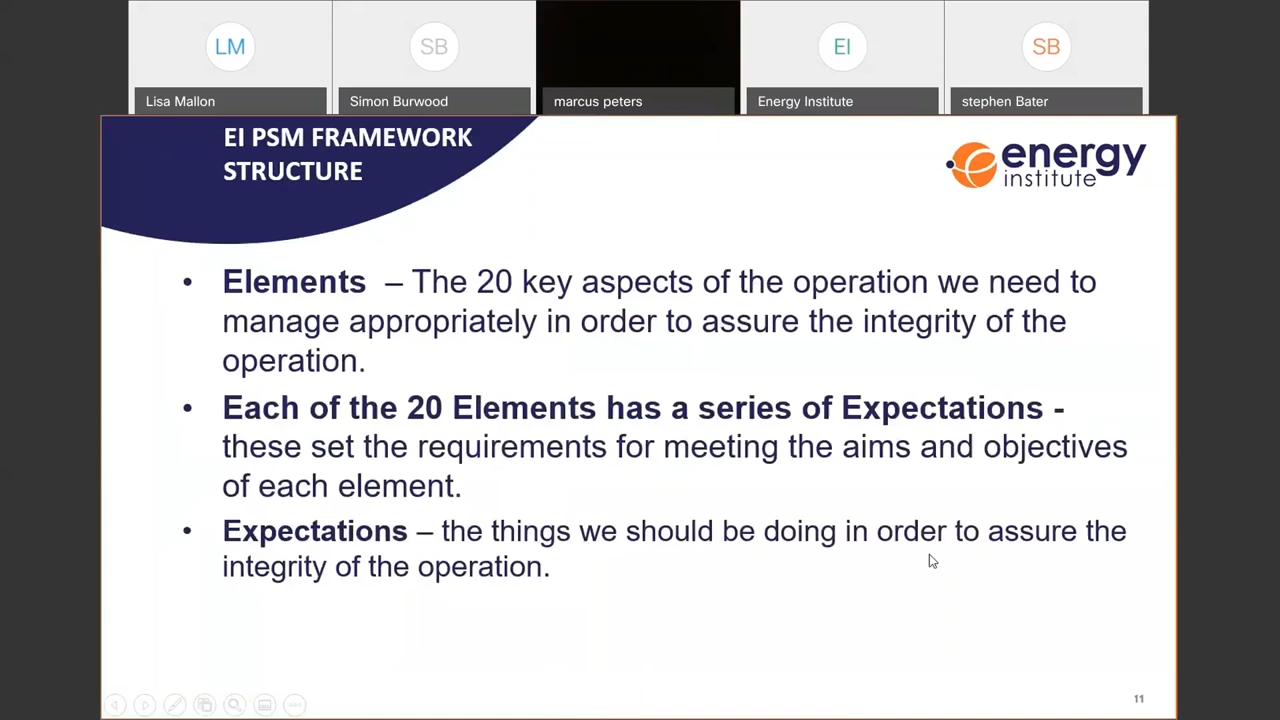 LM
SB
EI
SB
Lisa Mallon
Simon Burwood
marcus peters
Energy Institute
stephen Bater
EI PSM FRAMEWORK
STRUCTURE
energy
institute
• Elements – The 20 key aspects of the operation we need to
manage appropriately in order to assure the integrity of the
operation.
• Each of the 20 Elements has a series of Expectations -
these set the requirements for meeting the aims and objectives
of each element.
• Expectations – the things we should be doing in order to assure the
integrity of the operation.
11